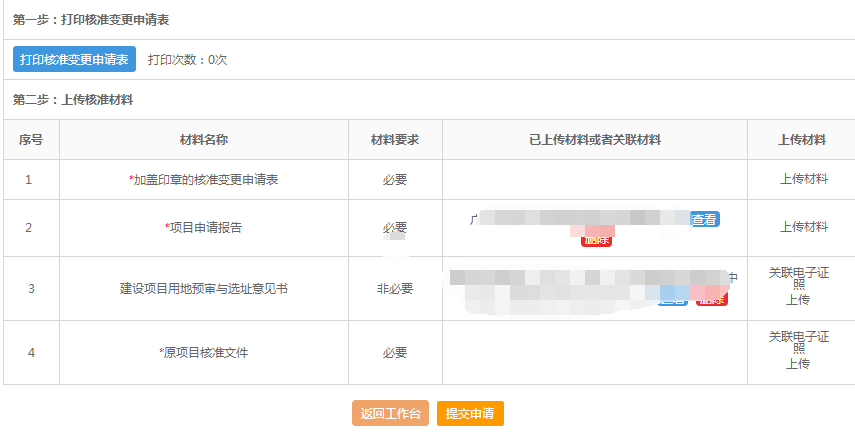 第一步：打印核准变更申请表
打印核准变更申请表 打印次数：0次
第二步：上传核准材料
序号 材料名称 材料要求 已上传材料或者关联材料 上传材料
1 *加盖印章的核准变更申请表 必要 上传材料
2 *项目申请报告 必要 查看 上传材料
删除
3 建设项目用地预审与选址意见书 非必要 中 关联电子证
照
上传
4 *原项目核准文件 必要 关联电子证
照
上传
返回工作台 提交申请